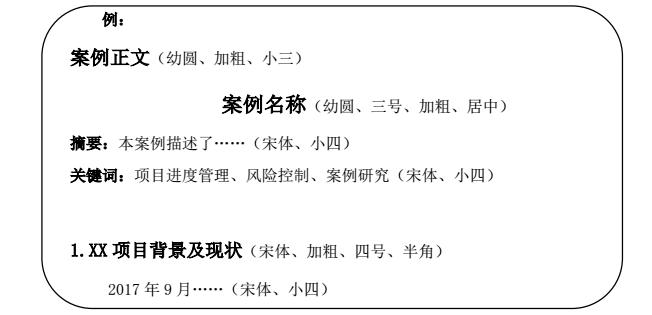 例：
案例正文（幼圆、加粗、小三）
案例名称（幼圆、三号、加粗、居中）
摘要：本案例描述了……（宋体、小四）
关键词：项目进度管理、风险控制、案例研究（宋体、小四）
1.XX 项目背景及现状（宋体、加粗、四号、半角）
2017 年 9 月……（宋体、小四）